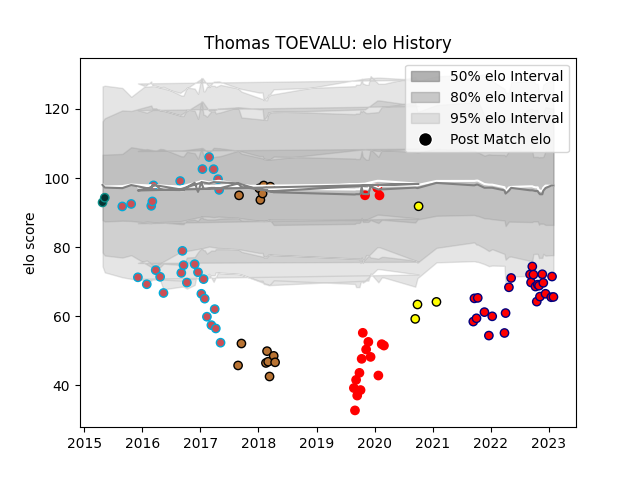 Thomas TOEVALU: elo History
50% elo Interval
80% elo Interval
95% elo Interval
Post Match elo
elo score
120
100
80
60
40
2015 2016 2017 2018 2019 2020 2021 2022 2023